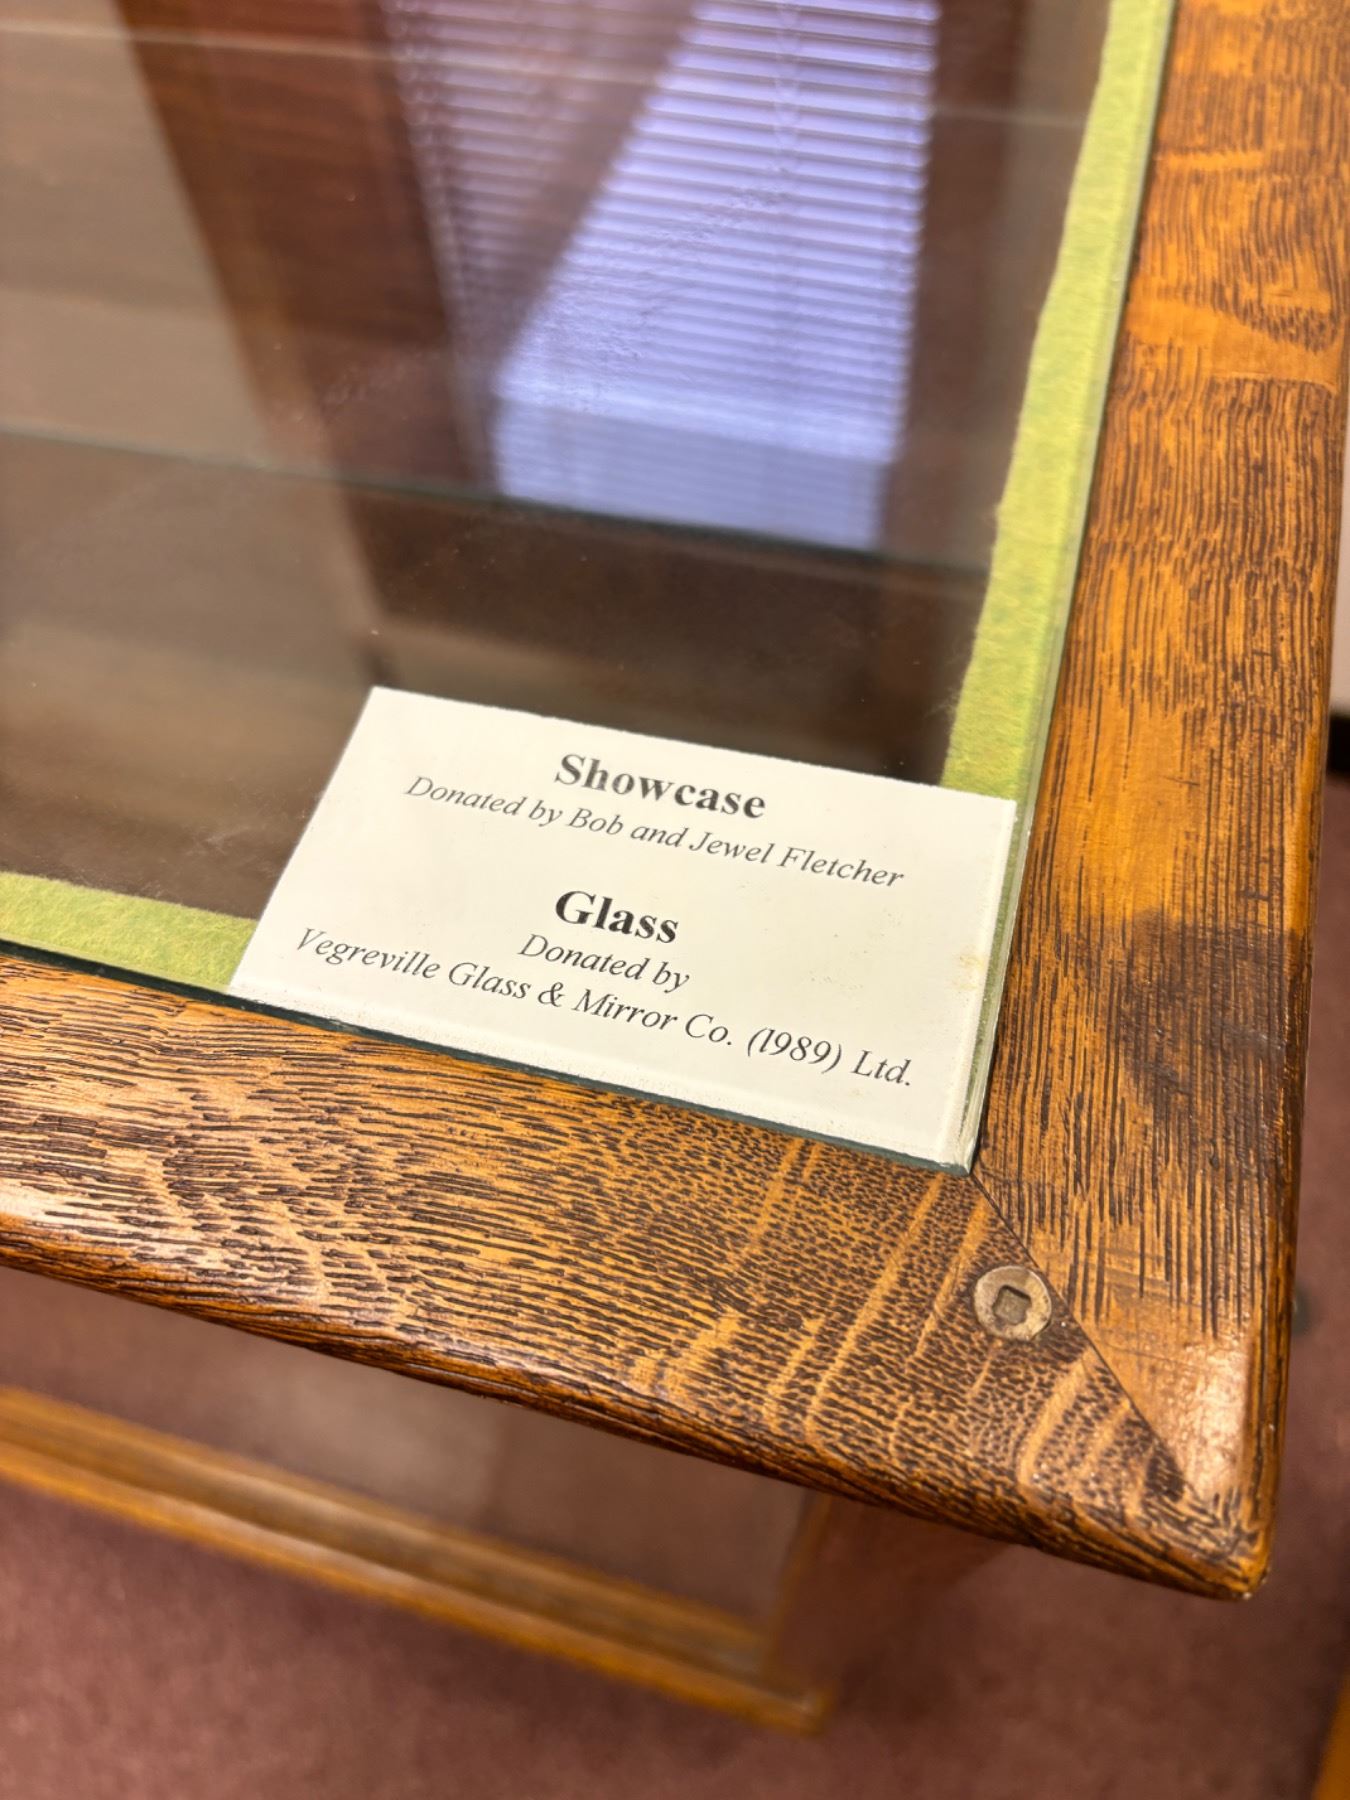 Showcase
Donated by Bob and Jewel Fletcher
Glass
Donated by
Vegreville Glass & Mirror Co. (1989) Ltd.